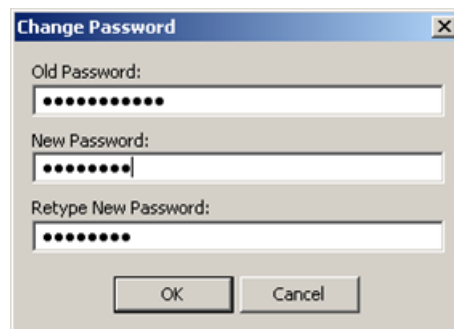 Change Password
Old Password:
●●●●●●●●●●●
New Password:
●●●●●●●●
Retype New Password:
●●●●●●●●
OK Cancel